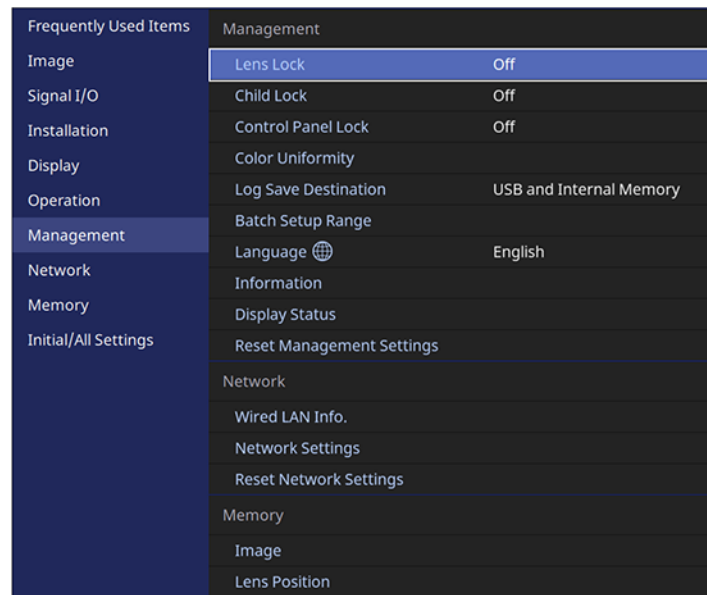 Frequently Used Items
Image
Signal I/O
Installation
Display
Operation
Management
Network
Memory
Initial/All Settings
Management
Lens Lock Off
Child Lock Off
Control Panel Lock Off
Color Uniformity
Log Save Destination USB and Internal Memory
Batch Setup Range
Language English
Information
Display Status
Reset Management Settings
Network
Wired LAN Info.
Network Settings
Reset Network Settings
Memory
Image
Lens Position